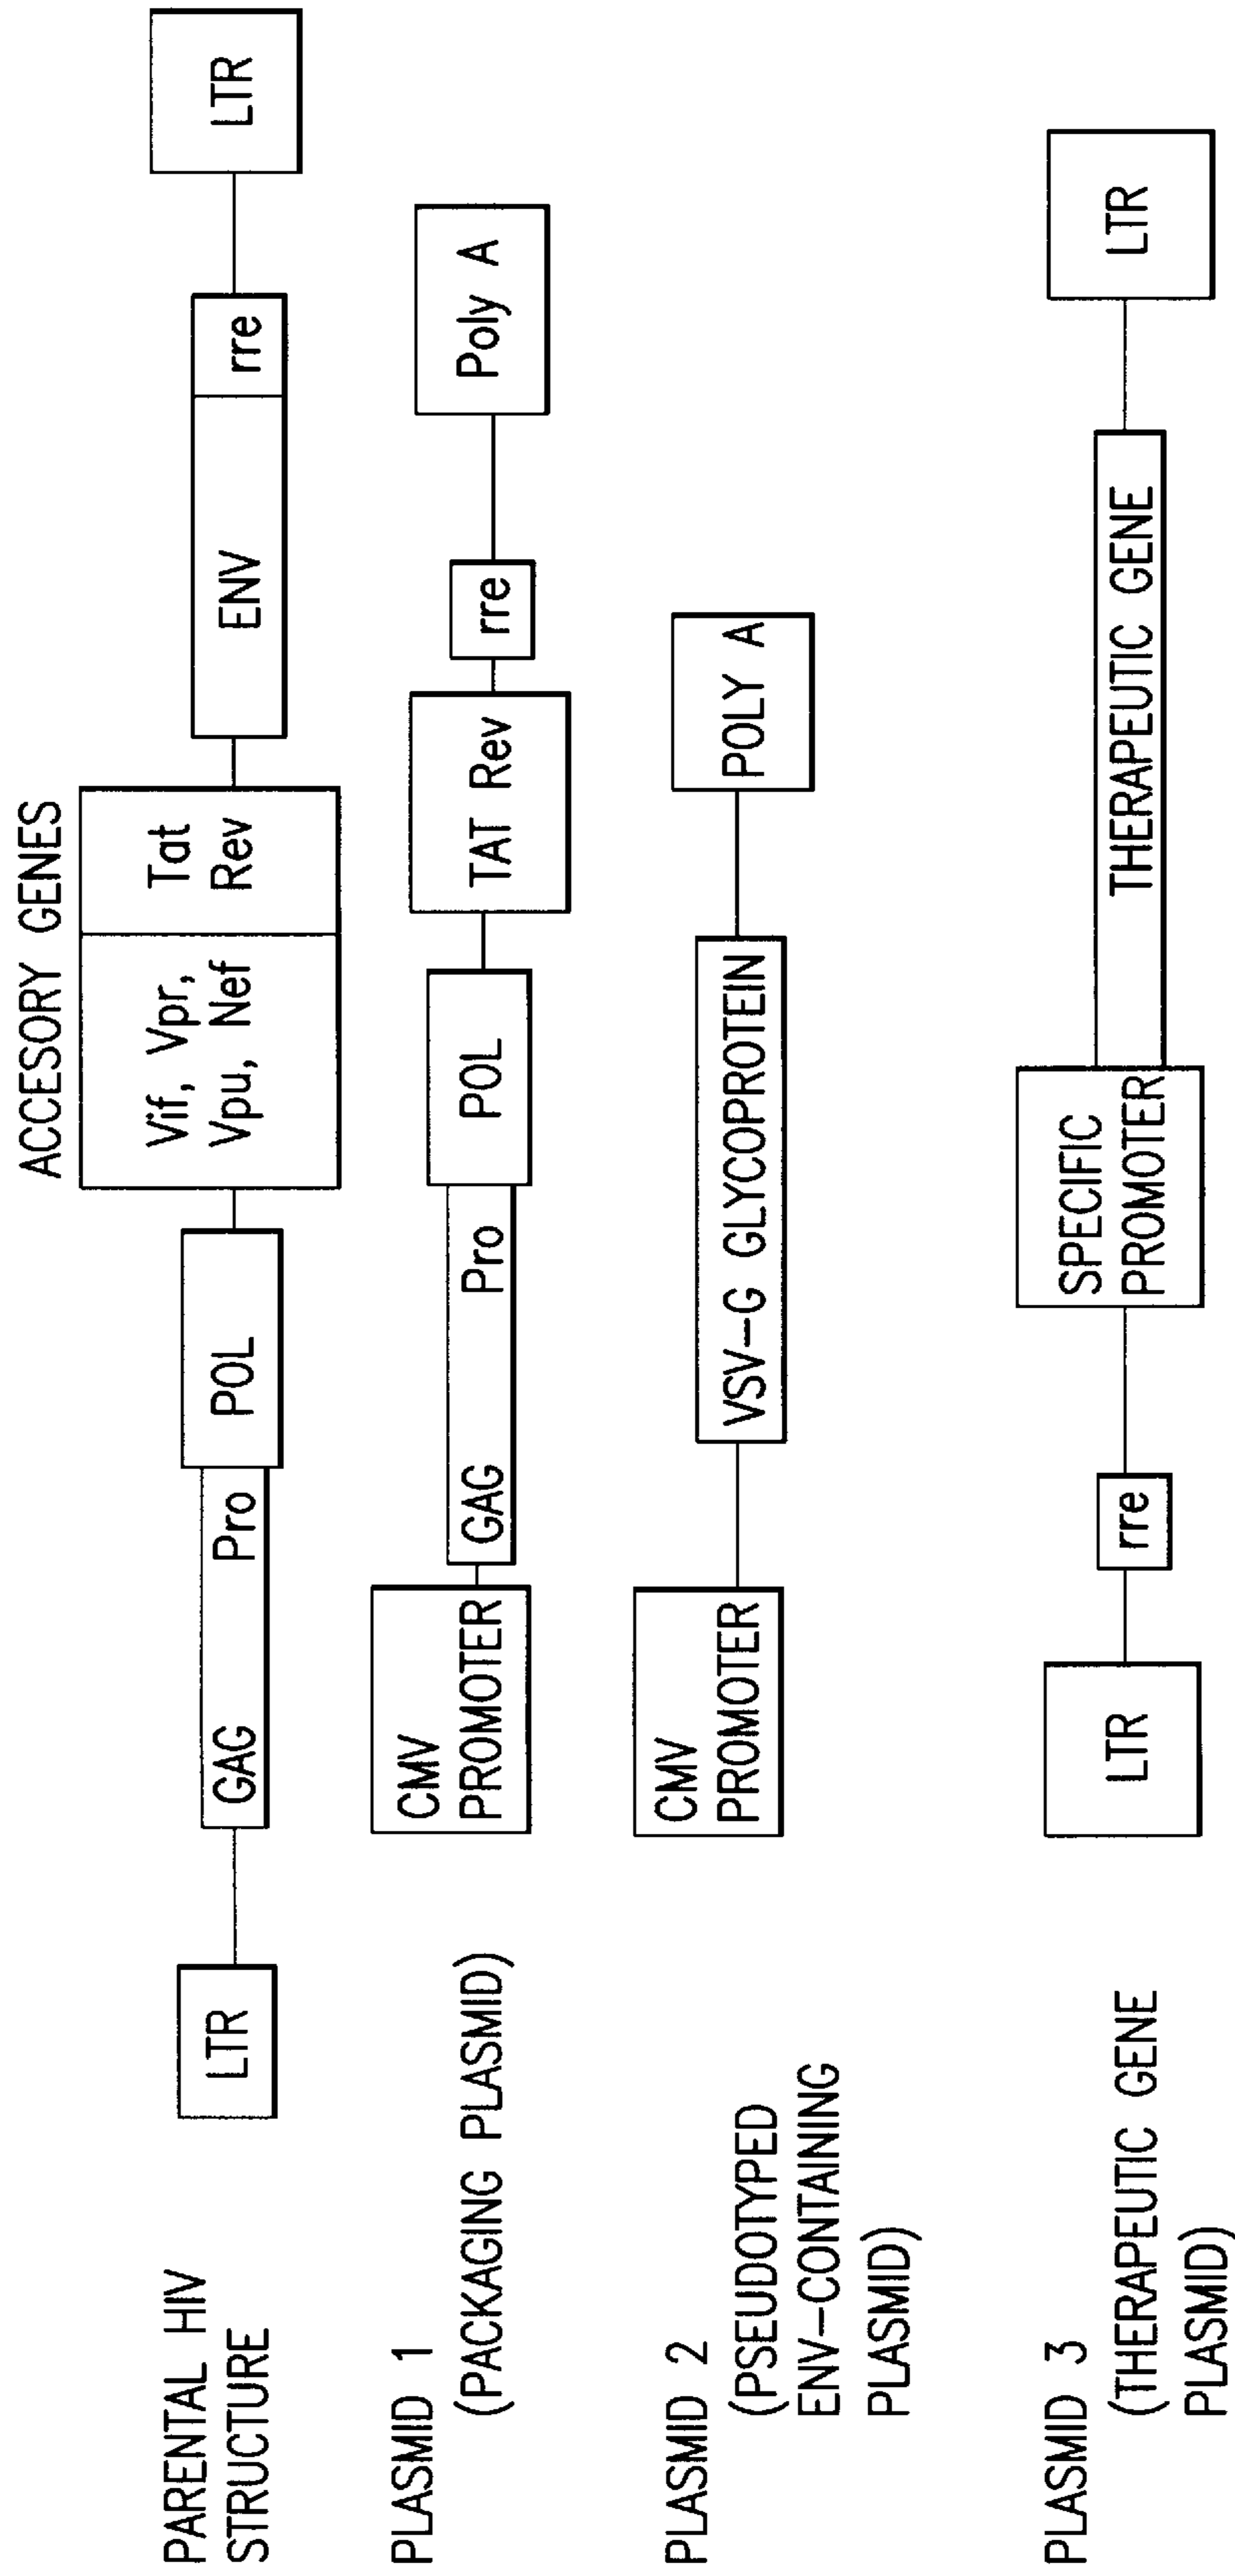 ACCESORY GENES
PARENTAL HIV
STRUCTURE
LTR
GAG Pro
POL
Vif, Vpr,
Vpu, Nef
Tat
Rev
ENV
rre
LTR
PLASMID 1
(PACKAGING PLASMID)
CMV
PROMOTER
GAG Pro
POL
TAT Rev
rre
Poly A
PLASMID 2
(PSEUDOTYPED
ENV-CONTAINING
PLASMID)
CMV
PROMOTER
VSV-G GLYCOPROTEIN
POLY A
PLASMID 3
(THERAPEUTIC GENE
PLASMID)
LTR
rre
SPECIFIC
PROMOTER
THERAPEUTIC GENE
LTR